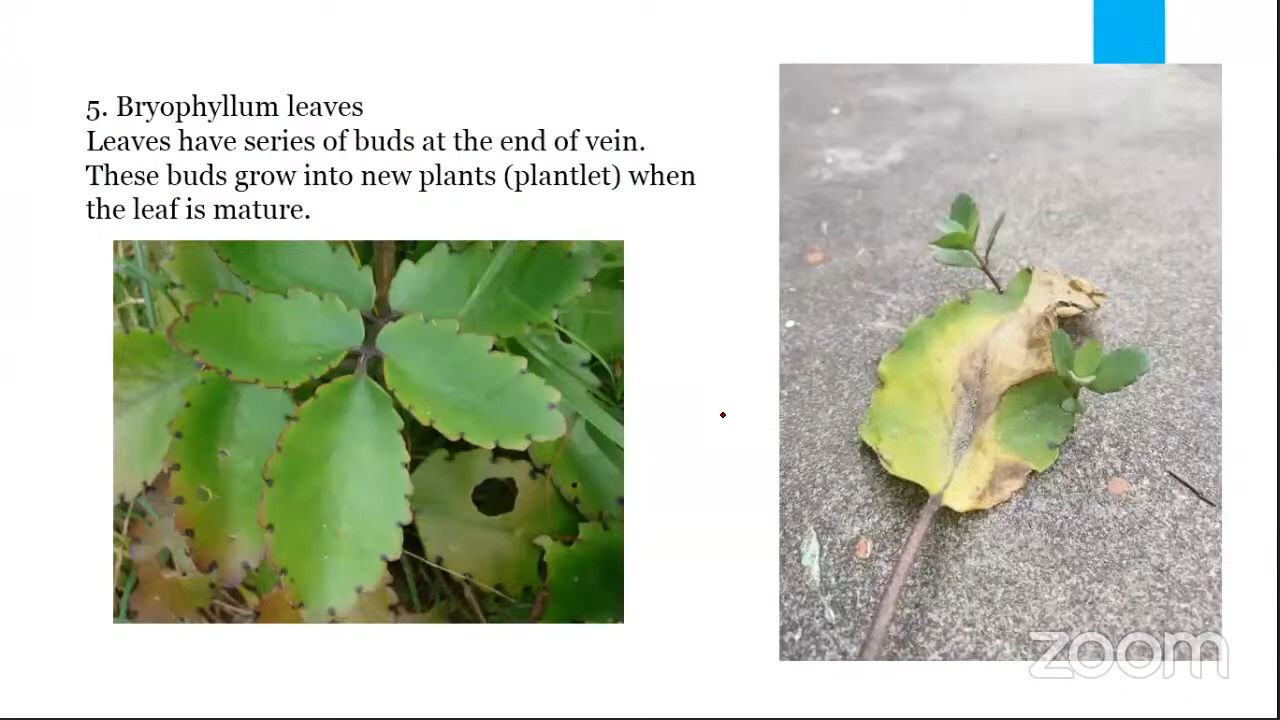 5. Bryophyllum leaves
Leaves have series of buds at the end of vein.
These buds grow into new plants (plantlet) when
the leaf is mature.
zoom